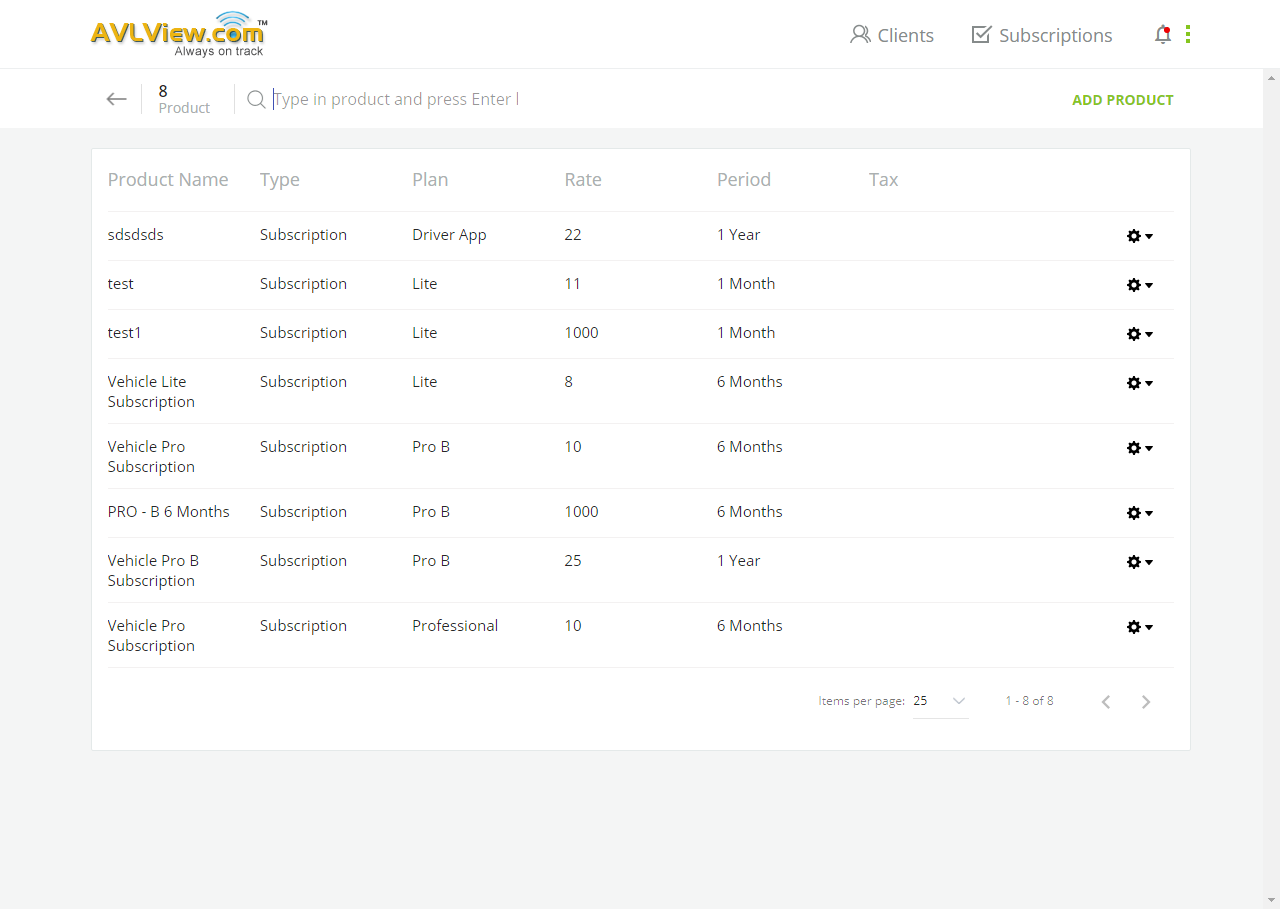 AVLView.com™
Always on track
Clients
Subscriptions
8
Product
Type in product and press Enter
ADD PRODUCT
Product Name Type Plan Rate Period Tax
sdsdsds Subscription Driver App 22 1 Year
test Subscription Lite 11 1 Month
test1 Subscription Lite 1000 1 Month
Vehicle Lite Subscription Lite 8 6 Months
Subscription
Vehicle Pro Subscription Pro B 10 6 Months
Subscription
PRO - B 6 Months Subscription Pro B 1000 6 Months
Vehicle Pro B Subscription Pro B 25 1 Year
Subscription
Vehicle Pro Subscription Professional 10 6 Months
Subscription
Items per page: 25 1 - 8 of 8